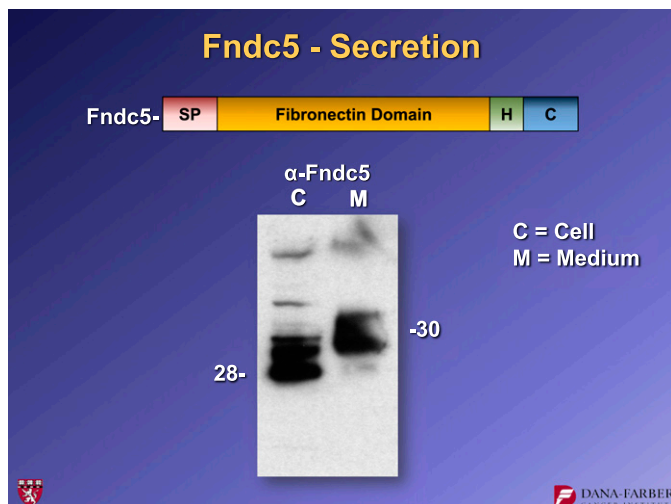 Fndc5 - Secretion
Fndc5- SP Fibronectin Domain H C
α-Fndc5
C M
C = Cell
M = Medium
-30
28-
DANA-FARBER